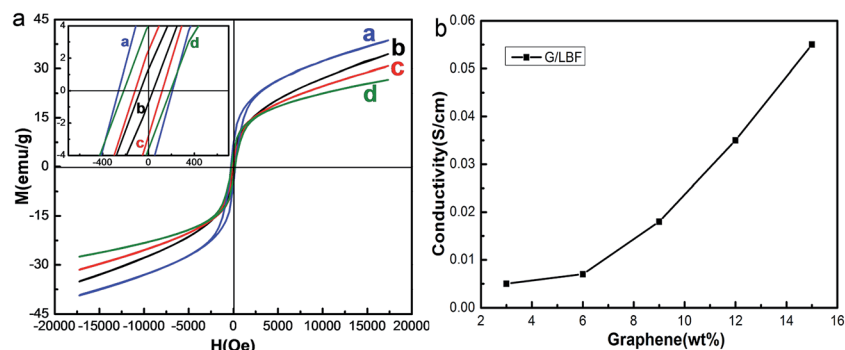 a
45
30
15
0
-15
-30
-45
M(emu/g)
-20000 -15000 -10000 -5000 0 5000 10000 15000 20000
H(Oe)
4
2
0
-2
-4
-400 0 400
a
d
b
c
a
b
c
d
b
0.06
0.05
0.04
0.03
0.02
0.01
0.00
Conductivity(S/cm)
G/LBF
2 4 6 8 10 12 14 16
Graphene(wt%)